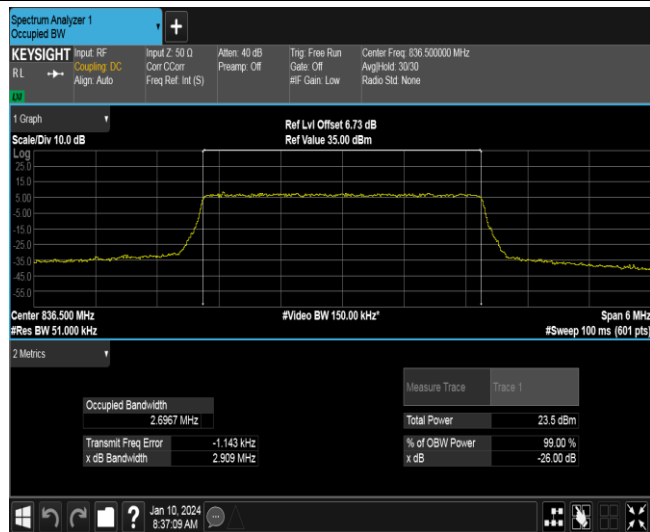 Spectrum Analyzer 1
Occupied BW
+
KEYSIGHT Input: RF Input Z: 50 Ω Atten: 40 dB Trig: Free Run Center Freq: 836.500000 MHz
RL Coupling: DC Corr CCorr Preamp: Off Gate: Off Avg|Hold: 30/30
Align: Auto Freq Ref: Int (S) #IF Gain: Low Radio Std: None
1 Graph
Ref Lvl Offset 6.73 dB
Scale/Div 10.0 dB Ref Value 35.00 dBm
Log
25.0
15.0
5.00
-5.00
-15.0
-25.0
-35.0
-45.0
-55.0
Center 836.500 MHz #Video BW 150.00 kHz* Span 6 MHz
#Res BW 51.000 kHz #Sweep 100 ms (601 pts)
2 Metrics
Measure Trace Trace 1
Occupied Bandwidth
2.6967 MHz Total Power 23.5 dBm
Transmit Freq Error -1.143 kHz % of OBW Power 99.00 %
x dB Bandwidth 2.909 MHz x dB -26.00 dB
? Jan 10, 2024
8:37:09 AM